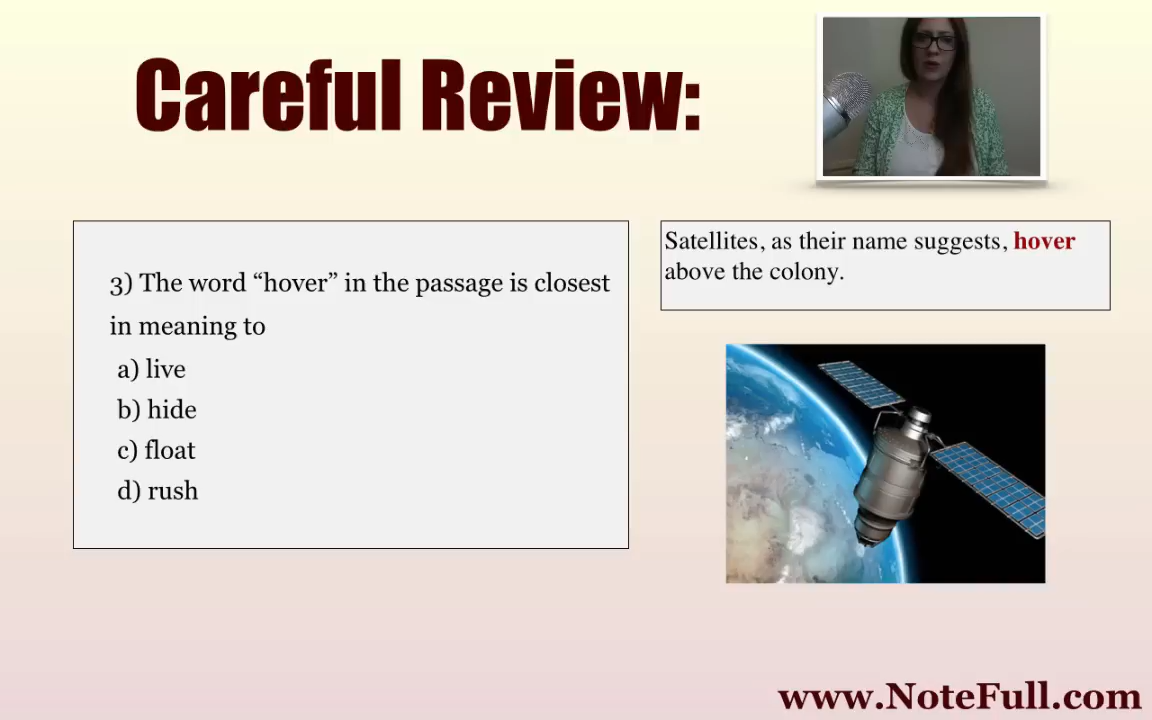 Careful Review:
3) The word “hover” in the passage is closest
in meaning to
a) live
b) hide
c) float
d) rush
Satellites, as their name suggests, hover
above the colony.
www.NoteFull.com